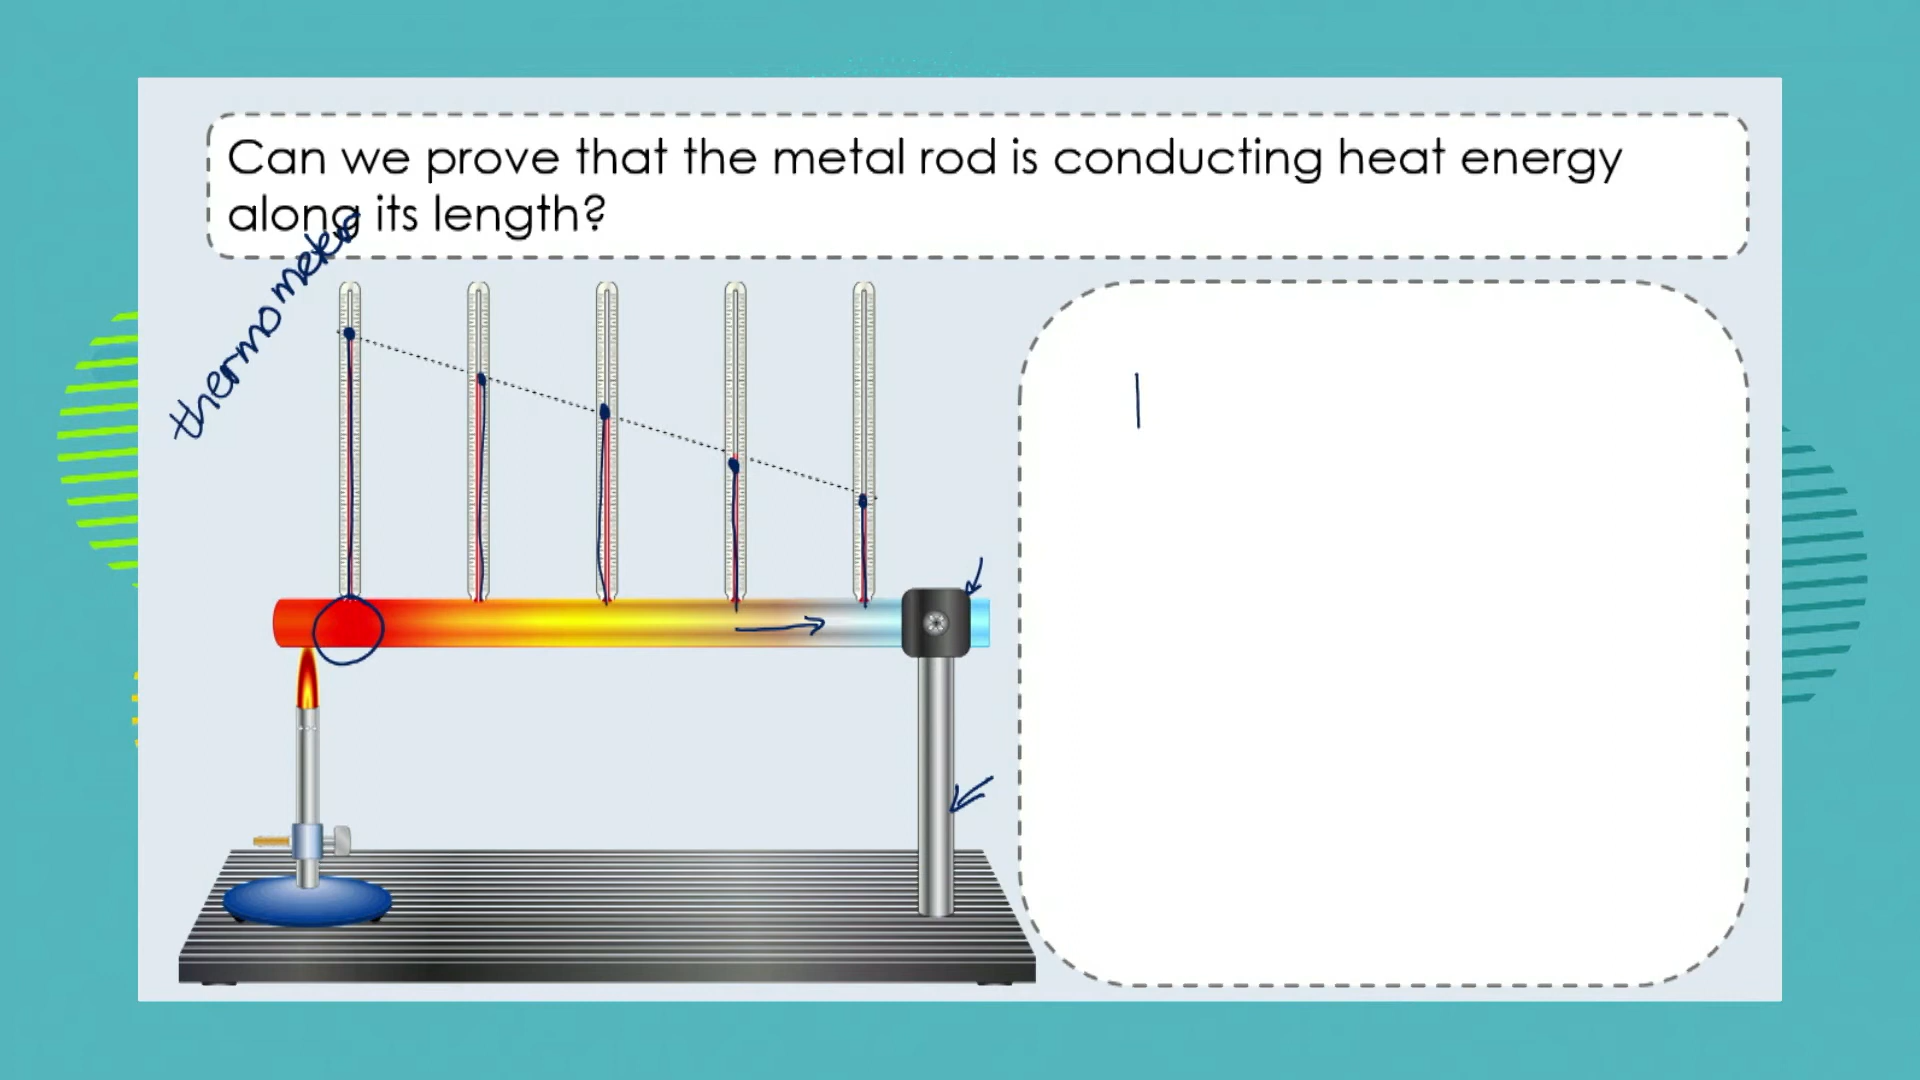 Can we prove that the metal rod is conducting heat energy
along its length?
thermometer